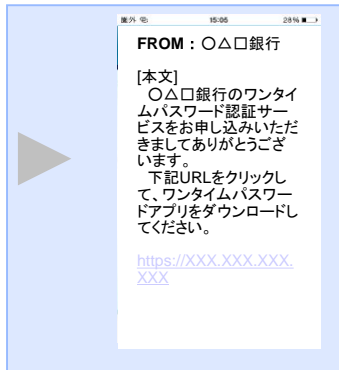 圏外
15:05
28%
FROM：〇△□銀行
[本文]
　〇△□銀行のワンタイ
ムパスワード認証サー
ビスをお申し込みいただ
きましてありがとうござ
います。
　下記URLをクリックし
て、ワンタイムパスワー
ドアプリをダウンロードし
てください。
https://XXX.XXX.XXX.
XXX